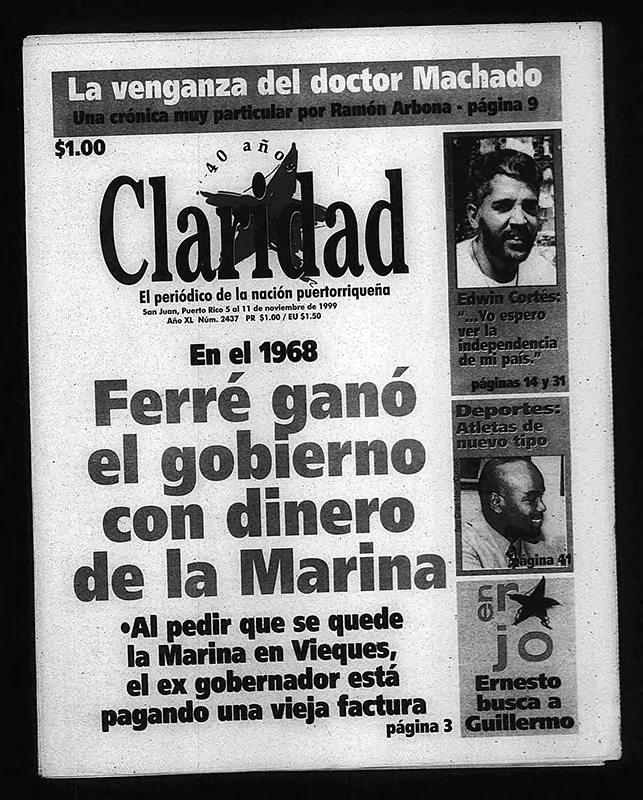 La venganza del doctor Machado
Una crónica muy particular por Ramón Arbona - página 9
$1.00
40 años
Claridad
El periódico de la nación puertorriqueña
San Juan, Puerto Rico 5 al 11 de noviembre de 1999
Año XL Núm. 2437 PR $1.00 / EU $1.50
En el 1968
Ferré ganó
el gobierno
con dinero
de la Marina
•Al pedir que se quede
la Marina en Vieques,
el ex gobernador está
pagando una vieja factura
página 3
Edwin Cortés:
"...Yo espero
ver la
independencia
de mi país."
páginas 14 y 31
Deportes:
Atletas de
nuevo tipo
página 41
en
rojo
Ernesto
busca a
Guillermo